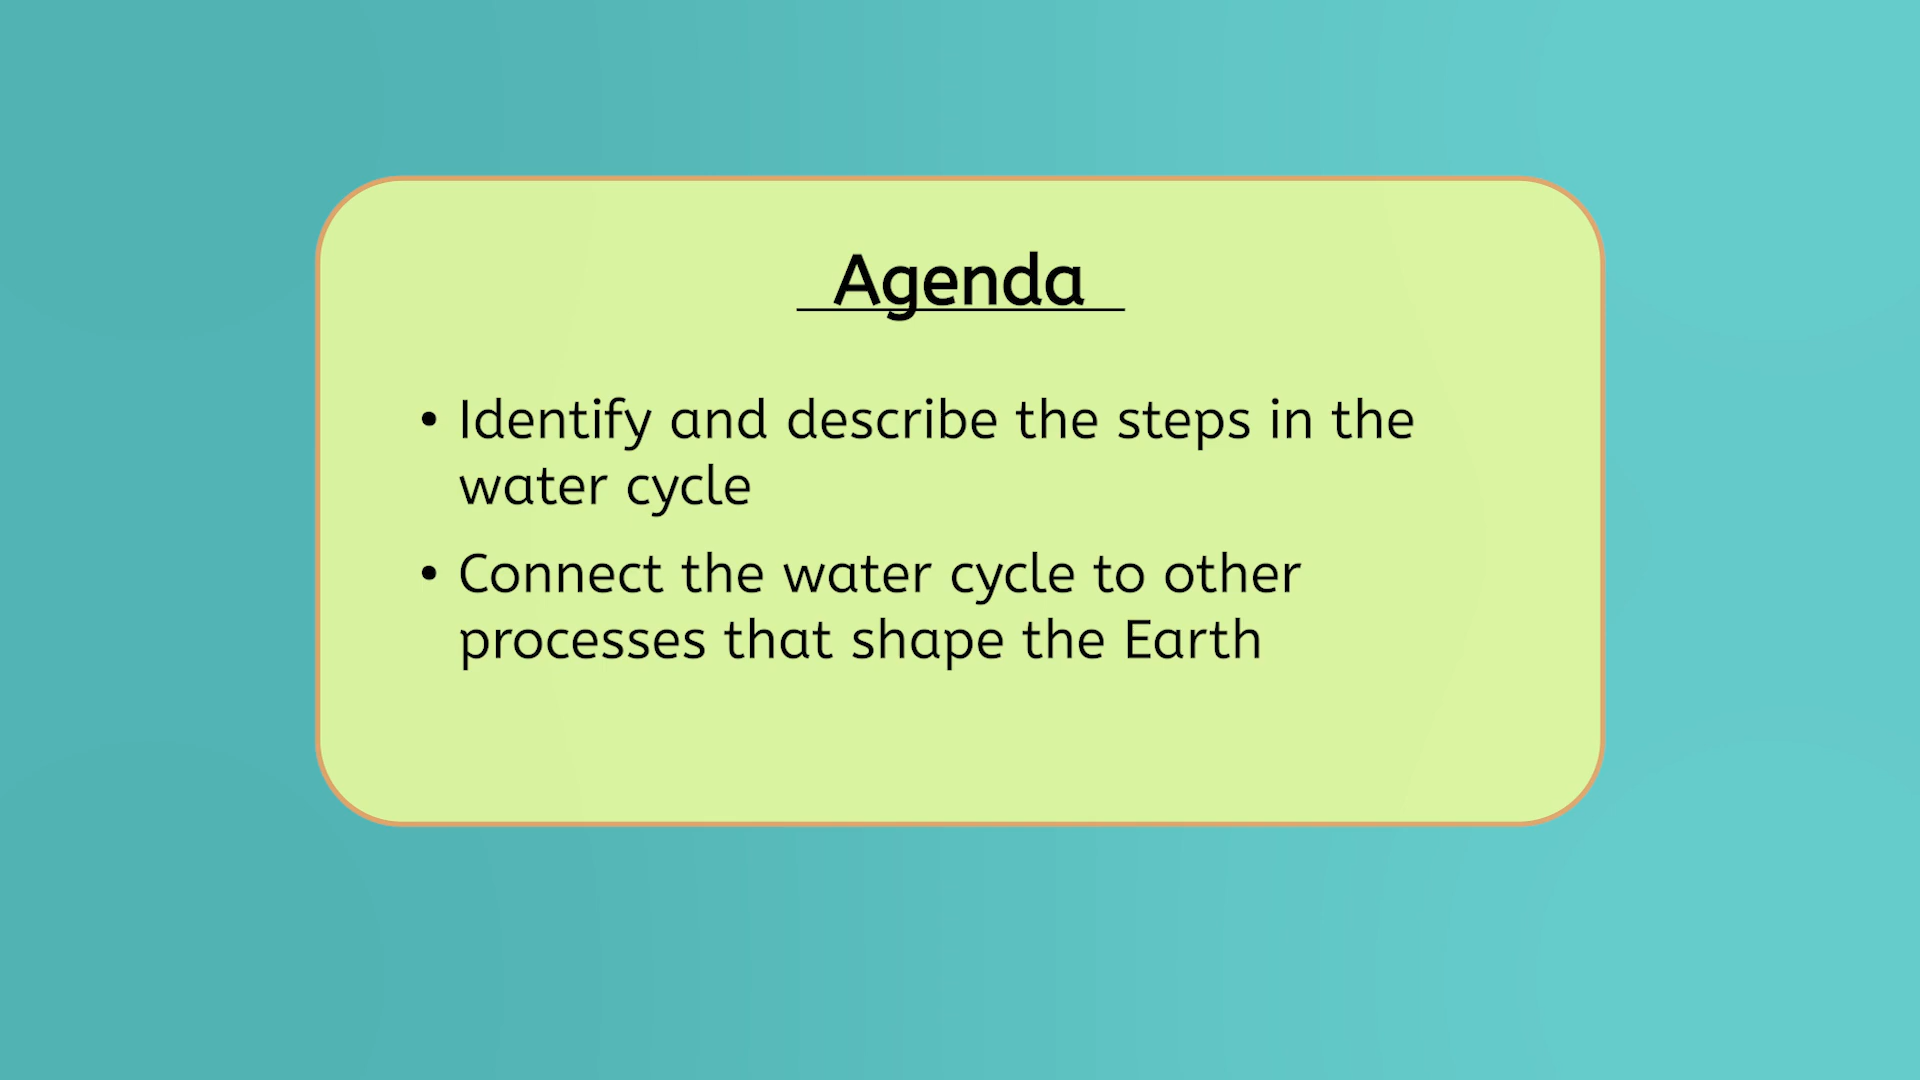 Agenda
• Identify and describe the steps in the
water cycle
• Connect the water cycle to other
processes that shape the Earth